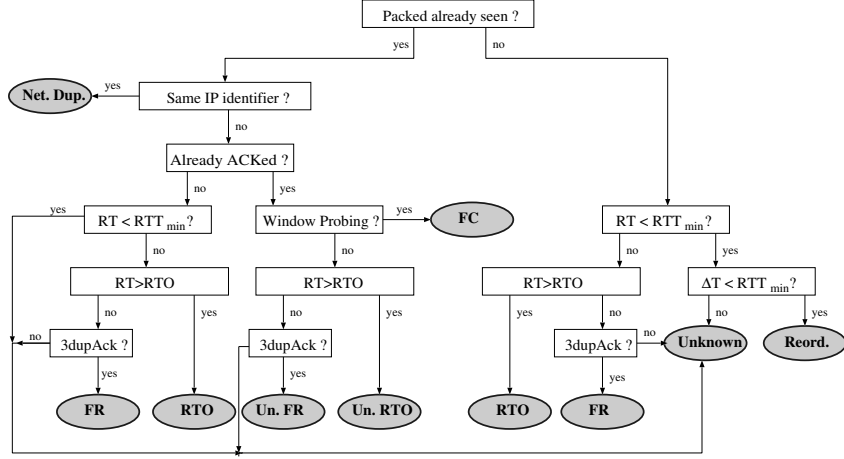 Packed already seen ?
yes
no
Net. Dup.
yes
Same IP identifier ?
no
Already ACKed ?
no
yes
yes
RT < RTT min ?
Window Probing ?
yes
FC
RT < RTT min ?
no
no
no
yes
RT>RTO
RT>RTO
RT>RTO
ΔT < RTT min ?
no
yes
no
yes
yes
no
no
yes
no
3dupAck ?
3dupAck ?
3dupAck ?
no
Unknown
Reord.
yes
yes
yes
FR
RTO
Un. FR
Un. RTO
RTO
FR